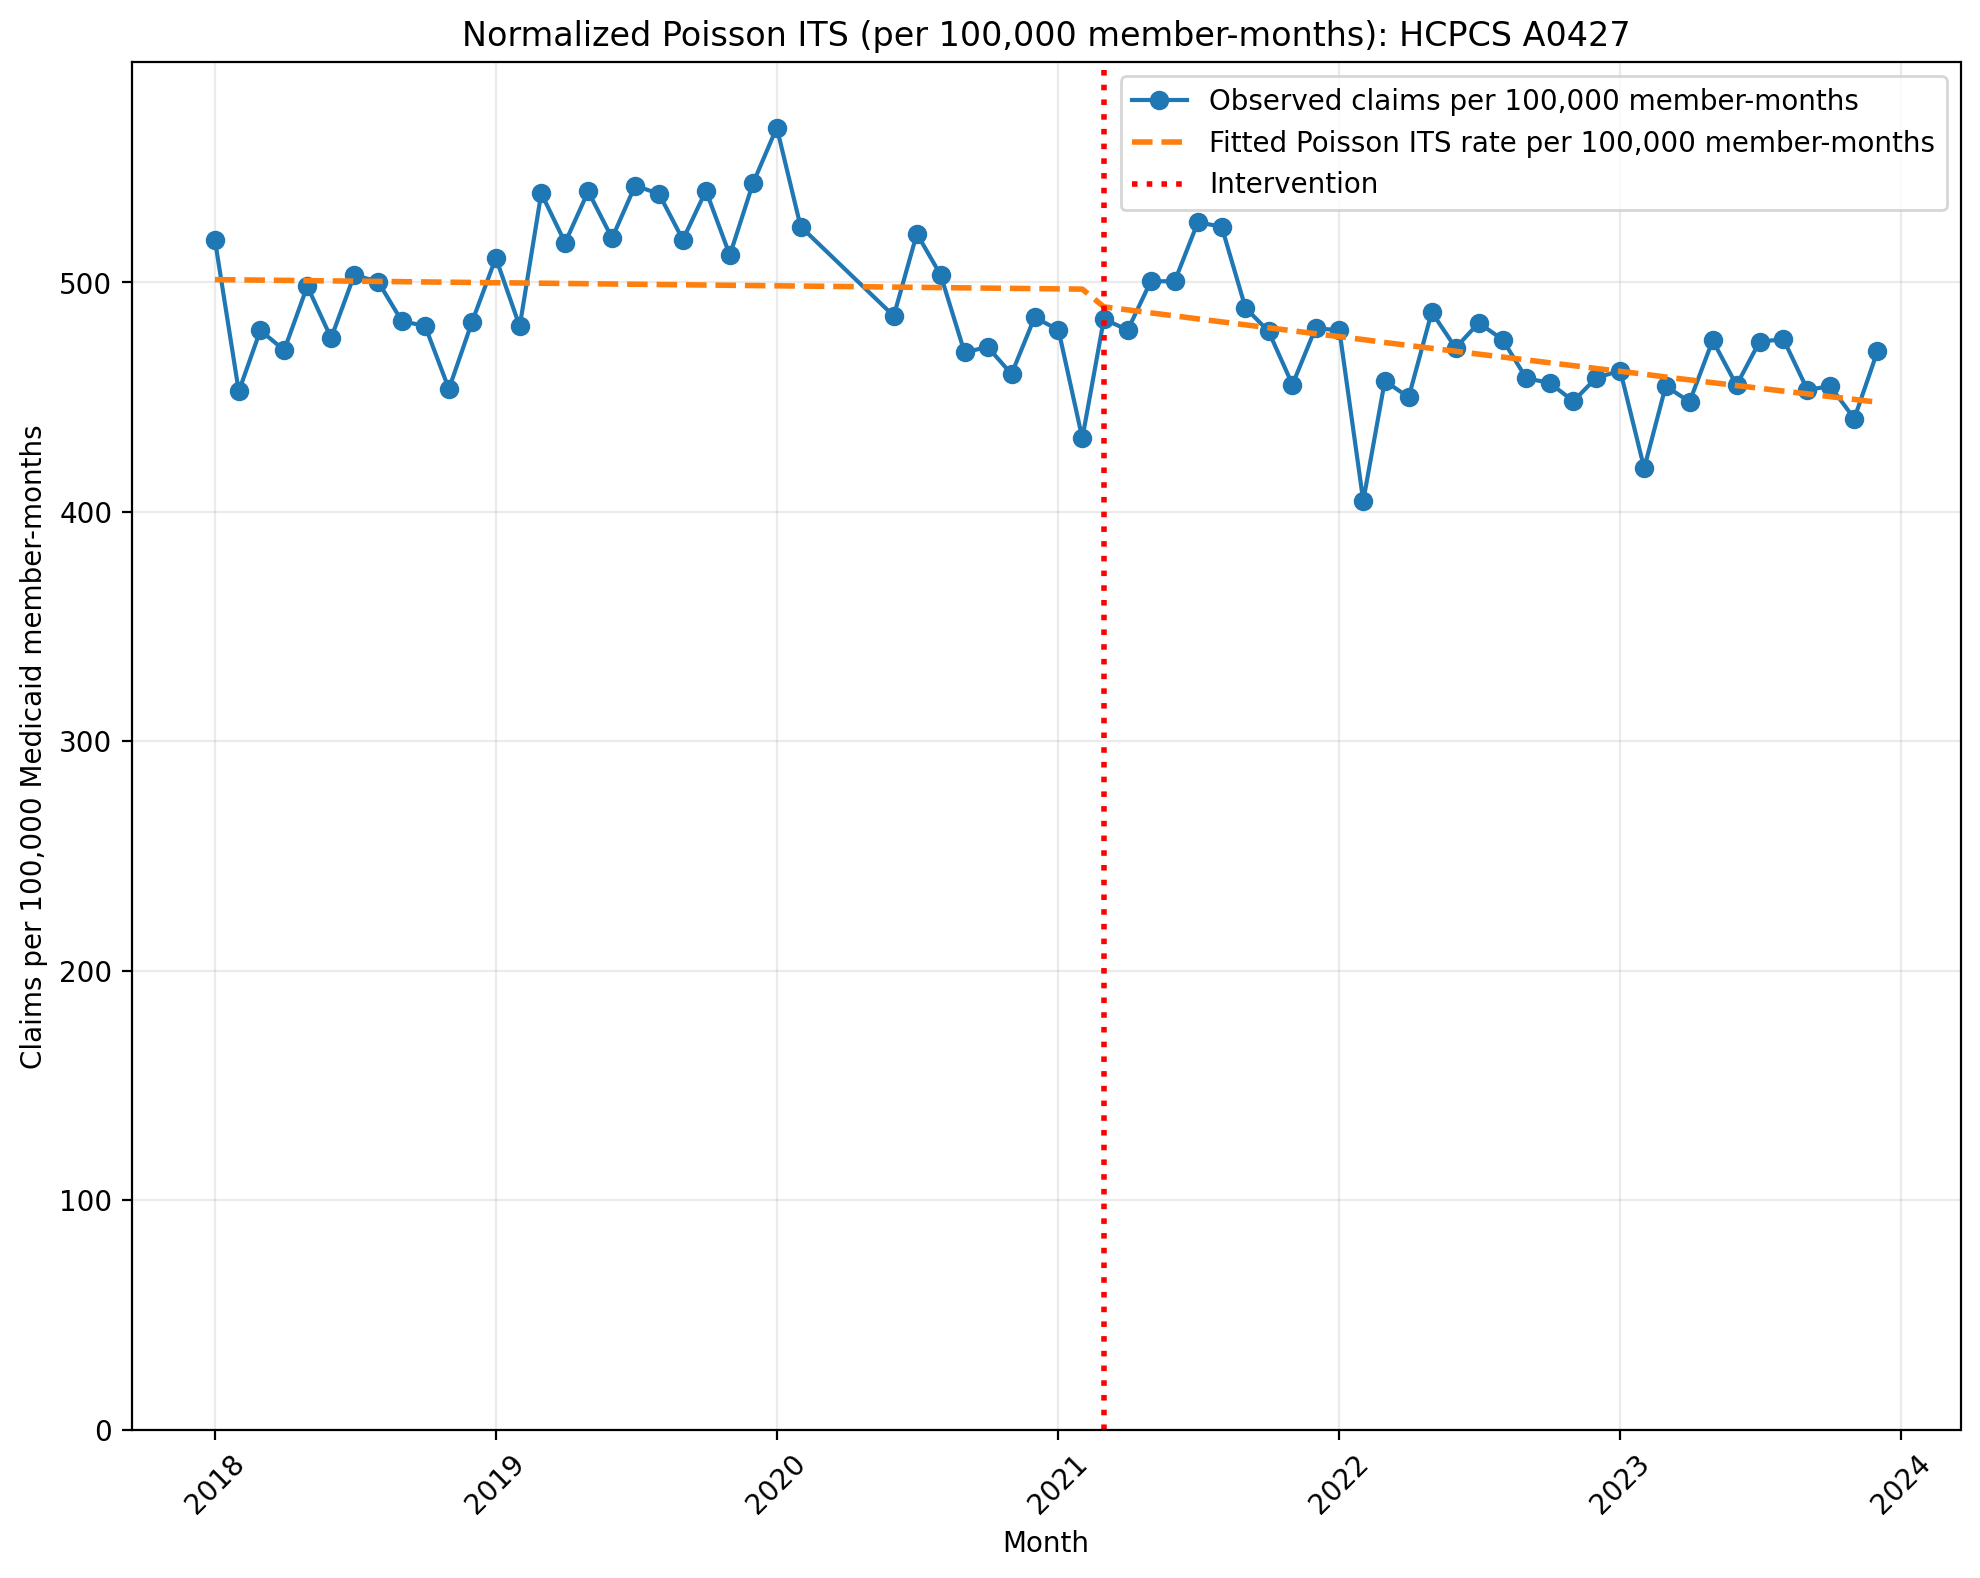 Normalized Poisson ITS (per 100,000 member-months): HCPCS A0427
Observed claims per 100,000 member-months
Fitted Poisson ITS rate per 100,000 member-months
Intervention
Claims per 100,000 Medicaid member-months
500
400
300
200
100
0
2018
2019
2020
2021
2022
2023
2024
Month